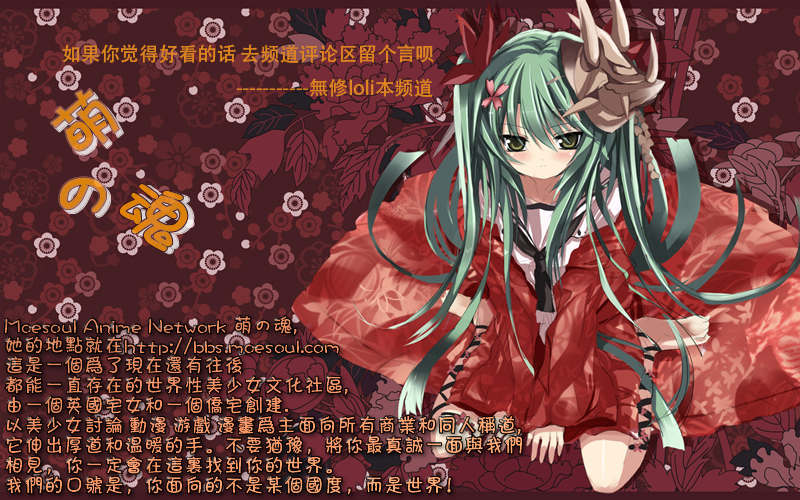 如果你觉得好看的话 去频道评论区留个言呗
-----------無修loli本频道
萌の魂
Moesoul Anime Network 萌の魂,
她的地點就在http://bbs.moesoul.com
這是一個爲了現在還有往後
都能一直存在的世界性美少女文化社區,
由一個英國宅女和一個僑宅創建.
以美少女討論 動漫 游戲 漫畫爲主面向所有商業和同人稱道,
它伸出厚道和溫暖的手。不要猶豫，將你最真誠一面與我們
相見，你一定會在這裏找到你的世界。
我們的口號是，你面向的不是某個國度，而是世界!